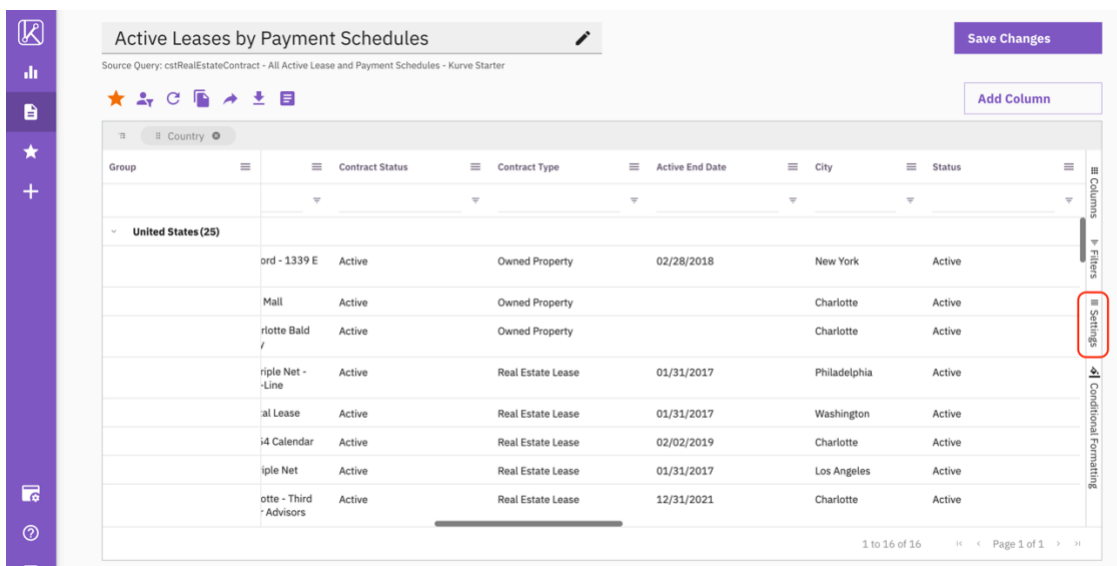 Active Leases by Payment Schedules
Save Changes
Source Query: cstRealEstateContract - All Active Lease and Payment Schedules - Kurve Starter
Add Column
Country
Group Contract Status Contract Type Active End Date City Status
United States (25)
ord - 1339 E Active Owned Property 02/28/2018 New York Active
Mall Active Owned Property Charlotte Active
rlotte Bald Active Owned Property Charlotte Active
y
riple Net - Active Real Estate Lease 01/31/2017 Philadelphia Active
-Line
al Lease Active Real Estate Lease 01/31/2017 Washington Active
54 Calendar Active Real Estate Lease 02/02/2019 Charlotte Active
iple Net Active Real Estate Lease 01/31/2017 Los Angeles Active
otte - Third Active Real Estate Lease 12/31/2021 Charlotte Active
r Advisors
1 to 16 of 16 Page 1 of 1
Columns
Filters
Settings
Conditional Formatting